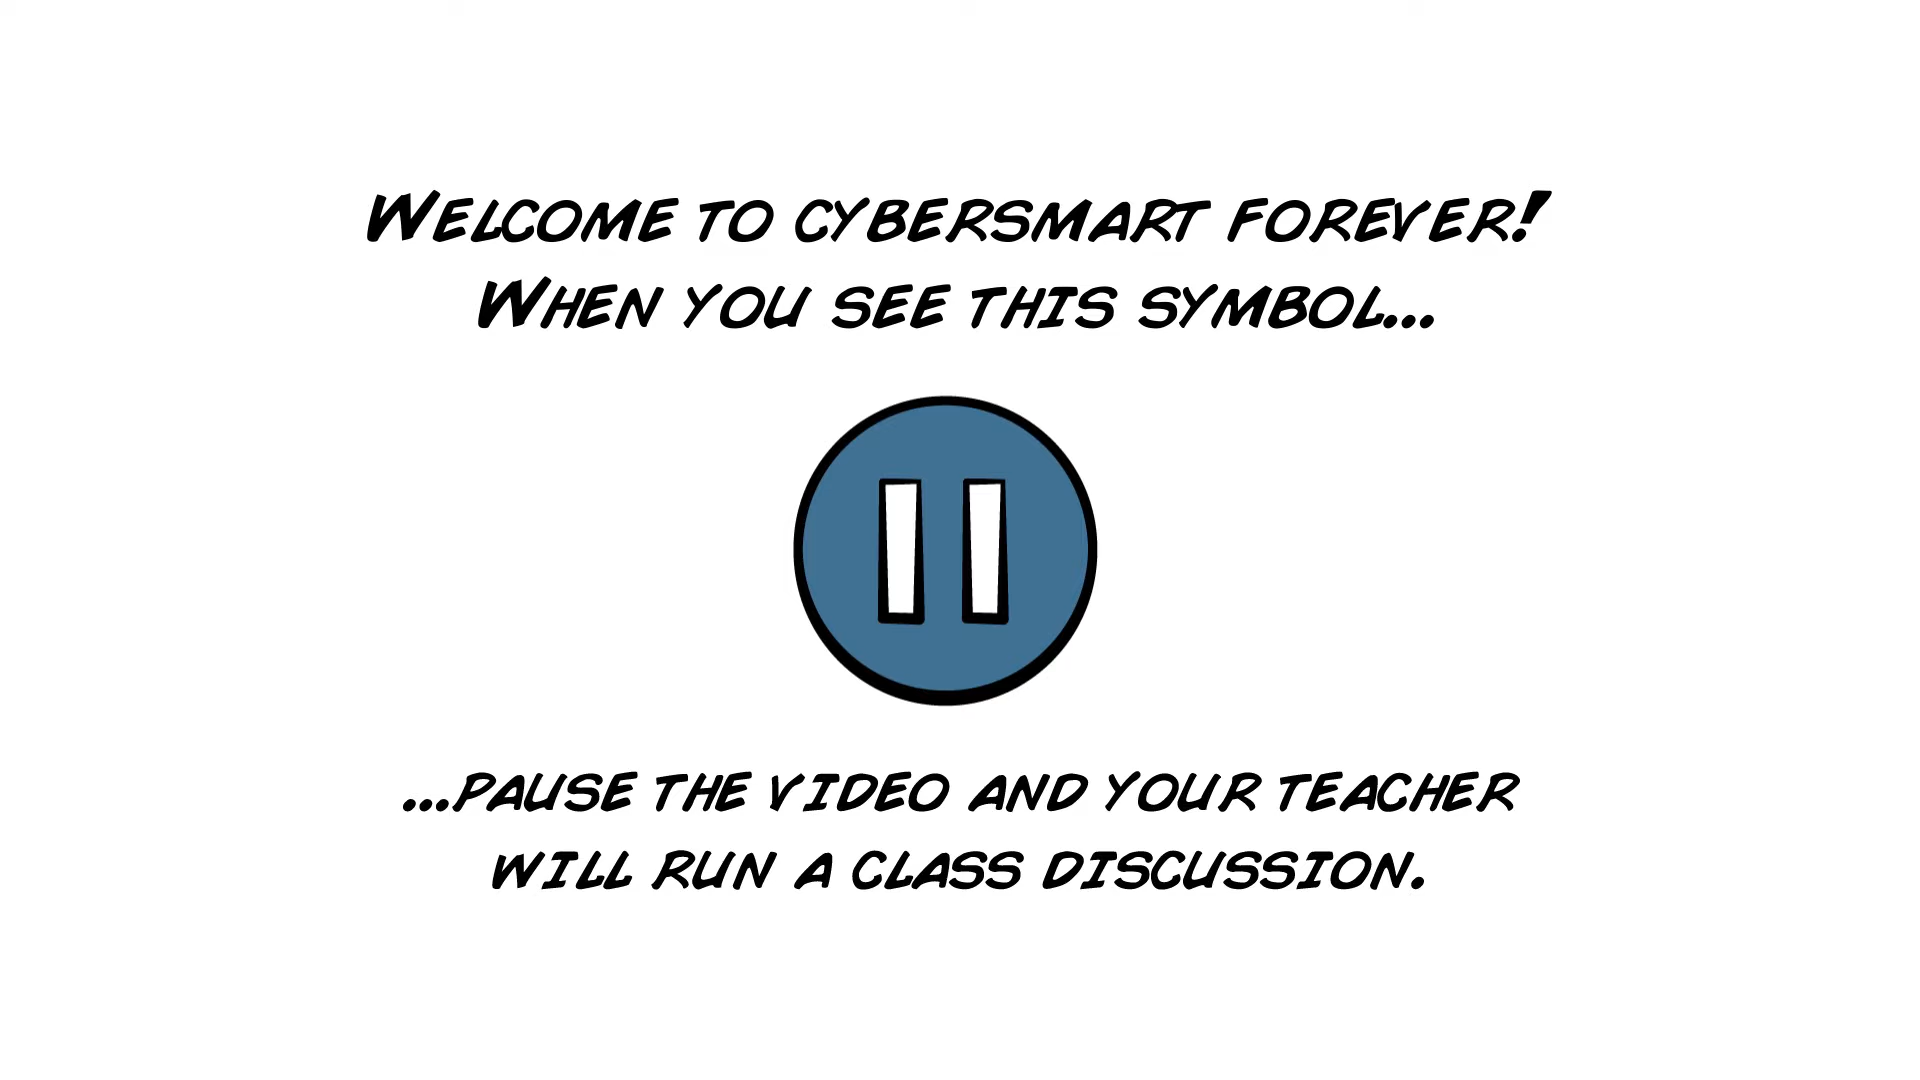 Welcome to cybersmart forever!
When you see this symbol...
...pause the video and your teacher
will run a class discussion.